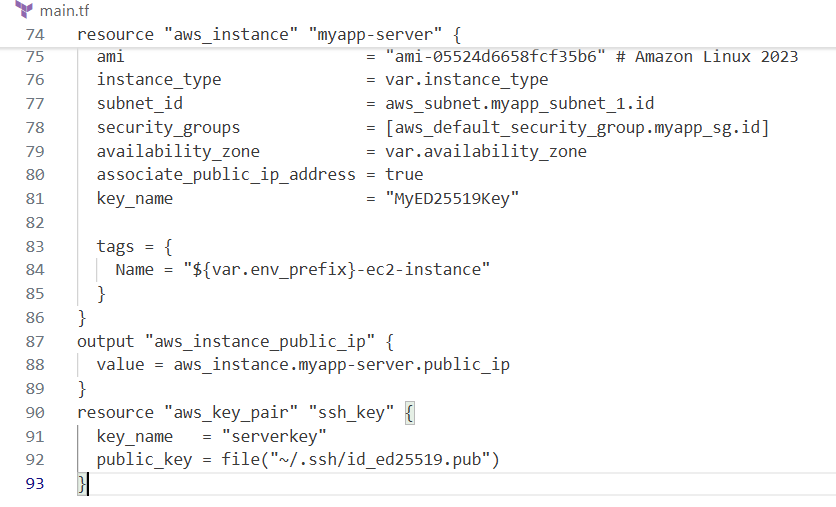 main.tf
74 resource "aws_instance" "myapp-server" {
75 ami = "ami-05524d6658fcf35b6" # Amazon Linux 2023
76 instance_type = var.instance_type
77 subnet_id = aws_subnet.myapp_subnet_1.id
78 security_groups = [aws_default_security_group.myapp_sg.id]
79 availability_zone = var.availability_zone
80 associate_public_ip_address = true
81 key_name = "MyED25519Key"
82
83 tags = {
84 Name = "${var.env_prefix}-ec2-instance"
85 }
86 }
87 output "aws_instance_public_ip" {
88 value = aws_instance.myapp-server.public_ip
89 }
90 resource "aws_key_pair" "ssh_key" {
91 key_name = "serverkey"
92 public_key = file("~/.ssh/id_ed25519.pub")
93 }